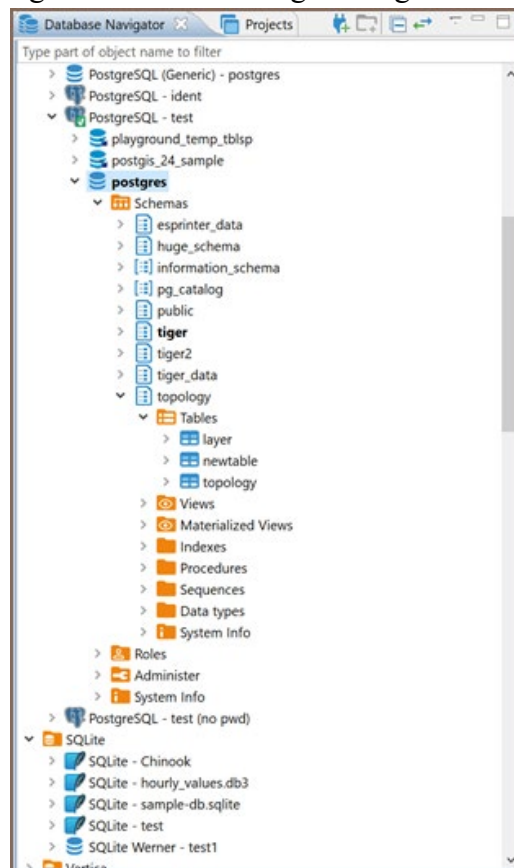 Database Navigator Projects
Type part of object name to filter
PostgreSQL (Generic) - postgres
PostgreSQL - ident
PostgreSQL - test
playground_temp_tblsp
postgis_24_sample
postgres
Schemas
esprinter_data
huge_schema
information_schema
pg_catalog
public
tiger
tiger2
tiger_data
topology
Tables
layer
newtable
topology
Views
Materialized Views
Indexes
Procedures
Sequences
Data types
System Info
Roles
Administer
System Info
PostgreSQL - test (no pwd)
SQLite
SQLite - Chinook
SQLite - hourly_values.db3
SQLite - sample-db.sqlite
SQLite - test
SQLite Werner - test1